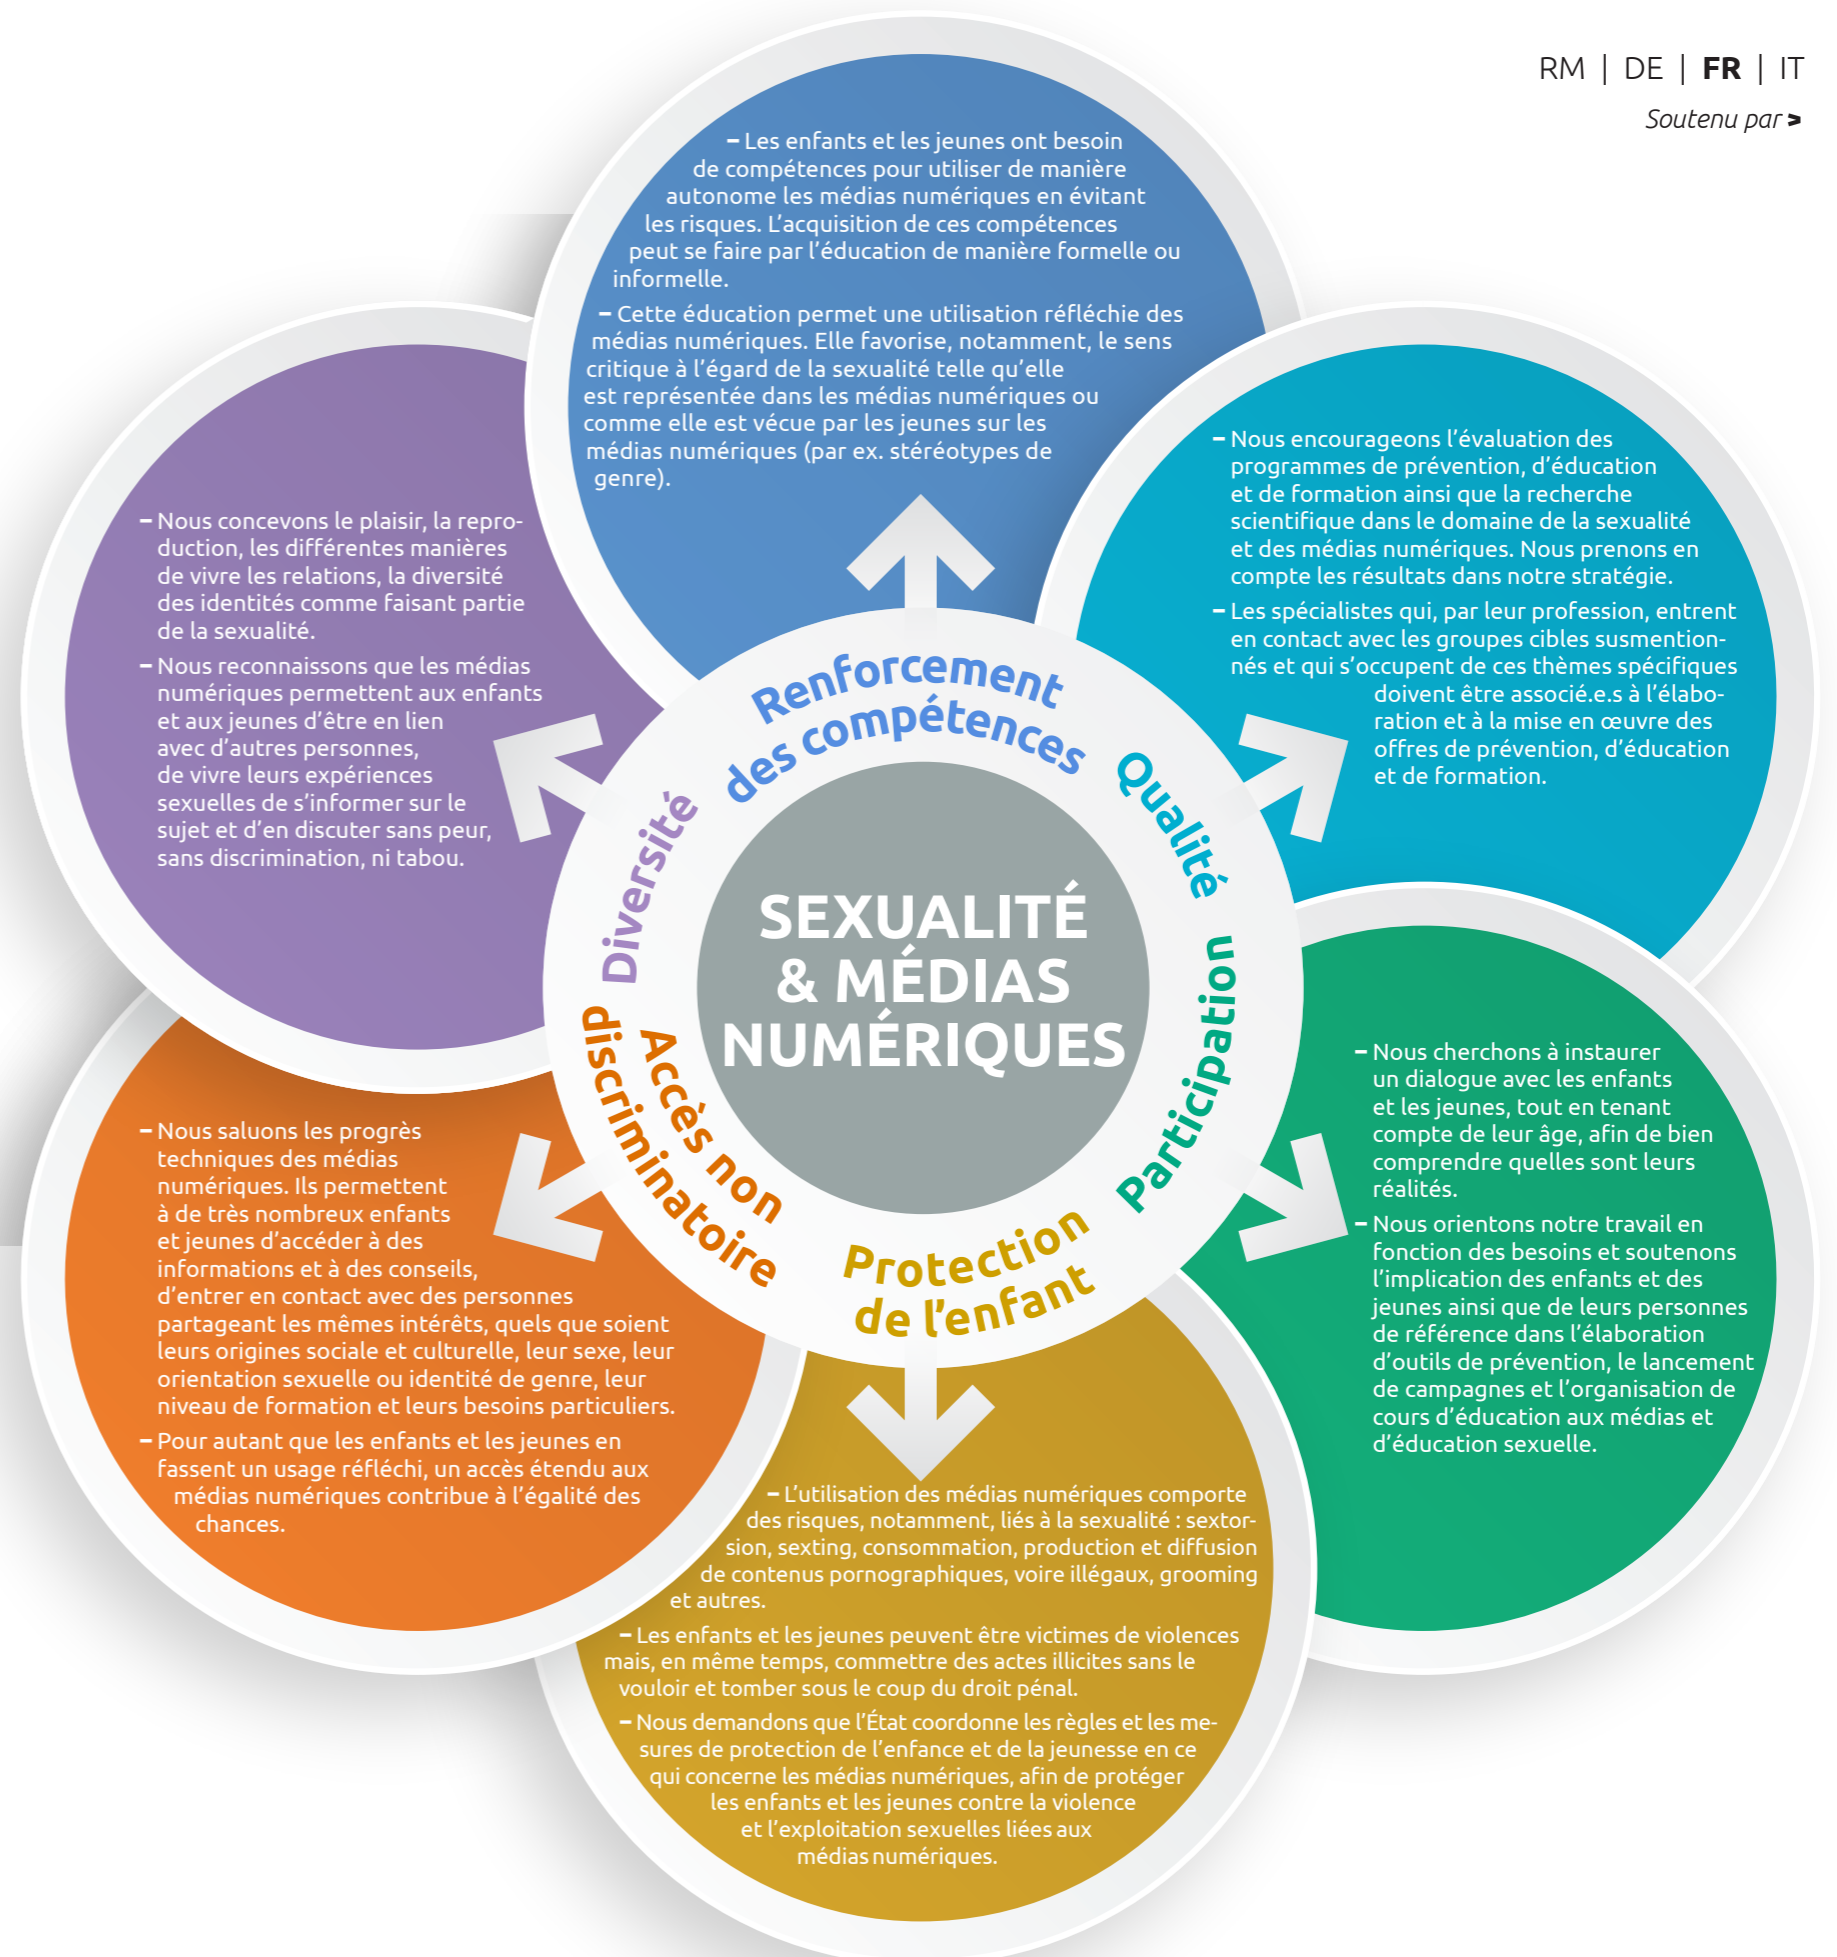 RM | DE | FR | IT
Soutenu par >
– Les enfants et les jeunes ont besoin
de compétences pour utiliser de manière
autonome les médias numériques en évitant
les risques. L’acquisition de ces compétences
peut se faire par l’éducation de manière formelle ou
informelle.
– Cette éducation permet une utilisation réfléchie des
médias numériques. Elle favorise, notamment, le sens
critique à l’égard de la sexualité telle qu’elle
est représentée dans les médias numériques ou
comme elle est vécue par les jeunes sur les
médias numériques (par ex. stéréotypes de
genre).
– Nous encourageons l’évaluation des
programmes de prévention, d’éducation
et de formation ainsi que la recherche
scientifique dans le domaine de la sexualité
et des médias numériques. Nous prenons en
compte les résultats dans notre stratégie.
– Les spécialistes qui, par leur profession, entrent
en contact avec les groupes cibles susmention-
nés et qui s’occupent de ces thèmes spécifiques
doivent être associé.e.s à l’élabo-
ration et à la mise en œuvre des
offres de prévention, d’éducation
et de formation.
– Nous concevons le plaisir, la repro-
duction, les différentes manières
de vivre les relations, la diversité
des identités comme faisant partie
de la sexualité.
– Nous reconnaissons que les médias
numériques permettent aux enfants
et aux jeunes d’être en lien
avec d’autres personnes,
de vivre leurs expériences
sexuelles de s’informer sur le
sujet et d’en discuter sans peur,
sans discrimination, ni tabou.
Renforcement
des compétences
Qualité
Participation
Protection
de l’enfant
Accès non
discriminatoire
Diversité
SEXUALITÉ
& MÉDIAS
NUMÉRIQUES
– Nous cherchons à instaurer
un dialogue avec les enfants
et les jeunes, tout en tenant
compte de leur âge, afin de bien
comprendre quelles sont leurs
réalités.
– Nous orientons notre travail en
fonction des besoins et soutenons
l’implication des enfants et des
jeunes ainsi que de leurs personnes
de référence dans l’élaboration
d’outils de prévention, le lancement
de campagnes et l’organisation de
cours d’éducation aux médias et
d’éducation sexuelle.
– Nous saluons les progrès
techniques des médias
numériques. Ils permettent
à de très nombreux enfants
et jeunes d’accéder à des
informations et à des conseils,
d’entrer en contact avec des personnes
partageant les mêmes intérêts, quels que soient
leurs origines sociale et culturelle, leur sexe, leur
orientation sexuelle ou identité de genre, leur
niveau de formation et leurs besoins particuliers.
– Pour autant que les enfants et les jeunes en
fassent un usage réfléchi, un accès étendu aux
médias numériques contribue à l’égalité des
chances.
– L’utilisation des médias numériques comporte
des risques, notamment, liés à la sexualité : sextor-
sion, sexting, consommation, production et diffusion
de contenus pornographiques, voire illégaux, grooming
et autres.
– Les enfants et les jeunes peuvent être victimes de violences
mais, en même temps, commettre des actes illicites sans le
vouloir et tomber sous le coup du droit pénal.
– Nous demandons que l’État coordonne les règles et les me-
sures de protection de l’enfance et de la jeunesse en ce
qui concerne les médias numériques, afin de protéger
les enfants et les jeunes contre la violence
et l’exploitation sexuelles liées aux
médias numériques.